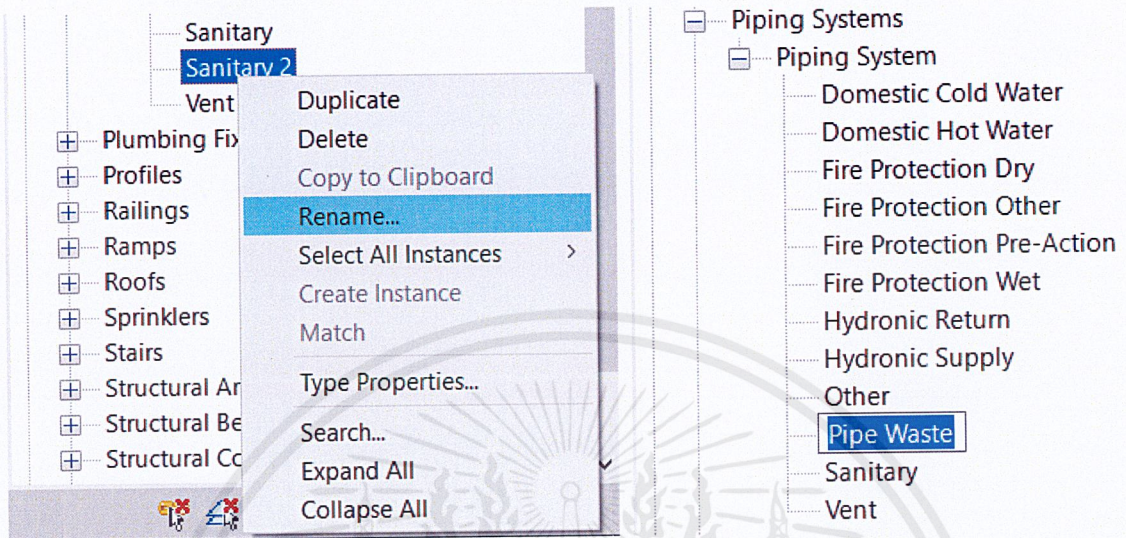 Sanitary
Sanitary 2
Vent
Plumbing Fix
Profiles
Railings
Ramps
Roofs
Sprinklers
Stairs
Structural
Structural
Structural
Duplicate
Delete
Copy to Clipboard
Rename...
Select All Instances
Create Instance
Match
Type Properties...
Search...
Expand All
Collapse All
Piping Systems
Piping System
Domestic Cold Water
Domestic Hot Water
Fire Protection Dry
Fire Protection Other
Fire Protection Pre-Action
Fire Protection Wet
Hydronic Return
Hydronic Supply
Other
Pipe Waste
Sanitary
Vent